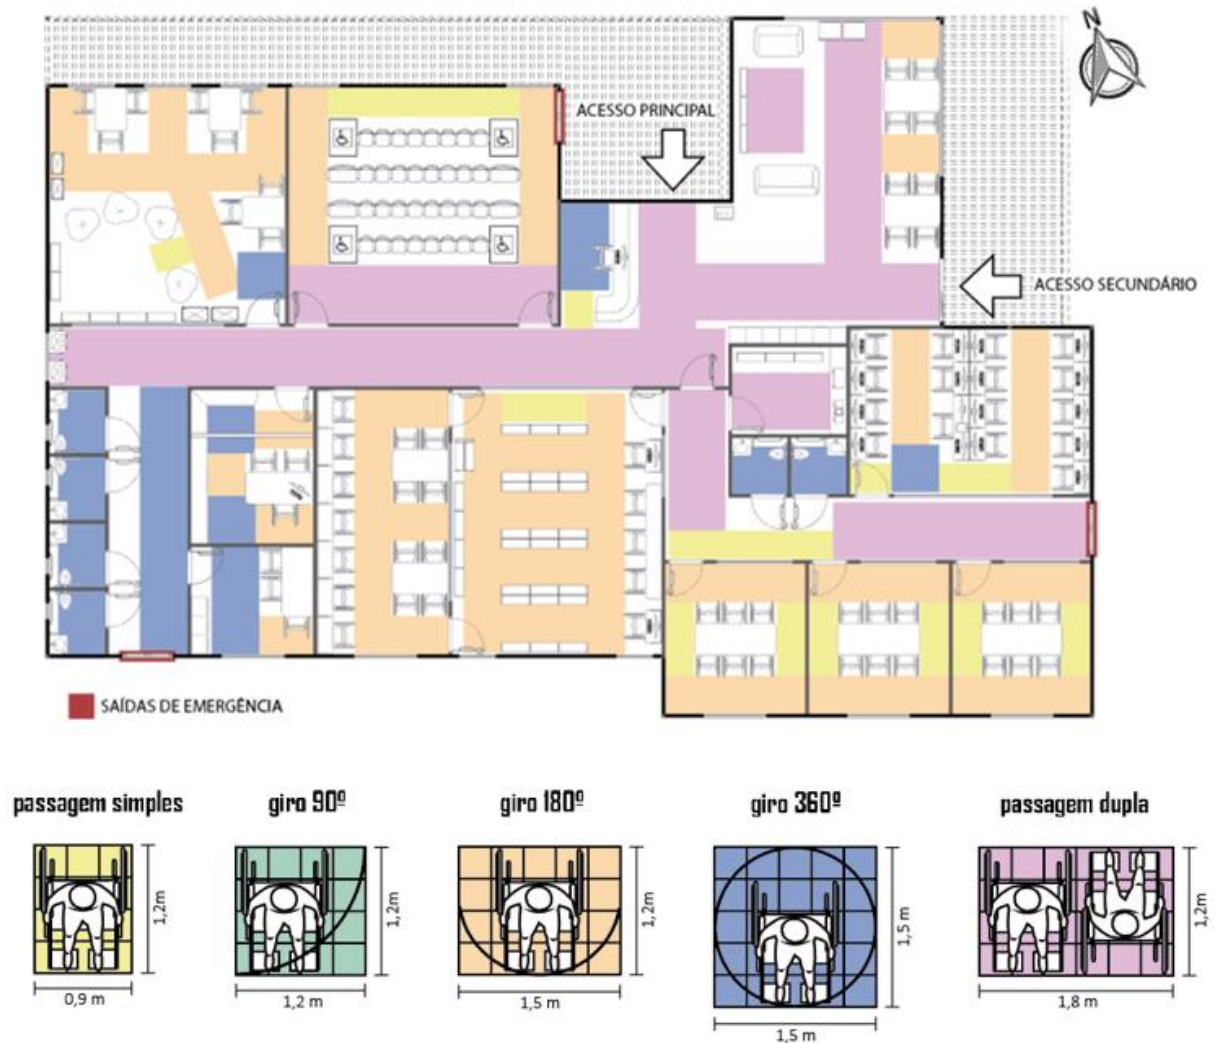 N
ACESSO PRINCIPAL
ACESSO SECUNDÁRIO
SAÍDAS DE EMERGÊNCIA
passagem simples
giro 90º
giro 180º
giro 360º
passagem dupla
1,2m
1,2m
1,2m
1,5 m
1,2m
0,9 m
1,2 m
1,5 m
1,5 m
1,8 m